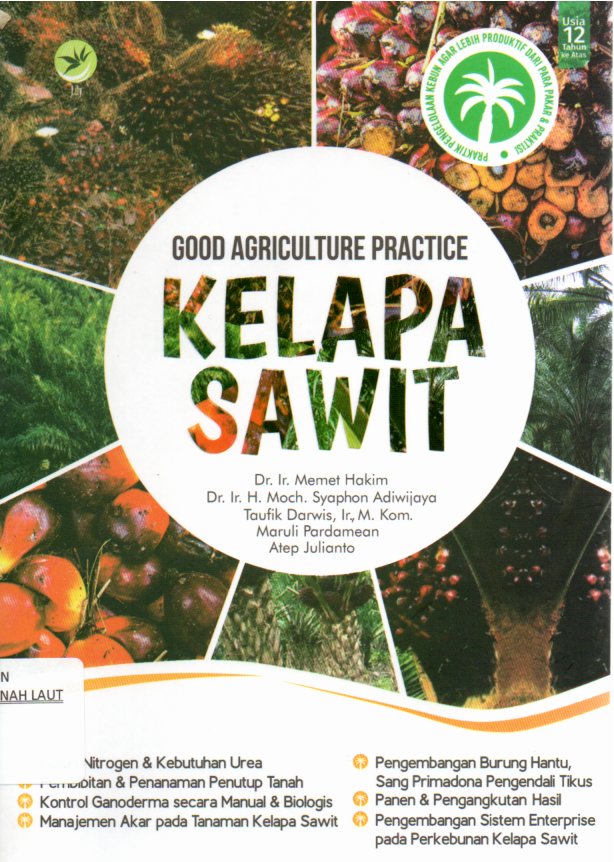 Usia
12
Tahun
ke Atas
PRAKTIK PENGELOLAAN KEBUN AGAR LEBIH PRODUKTIF DARI PARA PAKAR & PRAKTISI
GOOD AGRICULTURE PRACTICE
KELAPA
SAWIT
Dr. Ir. Memet Hakim
Dr. Ir. H. Moch. Syaphon Adiwijaya
Taufik Darwis, Ir., M. Kom.
Maruli Pardamean
Atep Julianto
N
NAH LAUT
Nitrogen & Kebutuhan Urea
Pembibitan & Penanaman Penutup Tanah
Kontrol Ganoderma secara Manual & Biologis
Manajemen Akar pada Tanaman Kelapa Sawit
Pengembangan Burung Hantu,
Sang Primadona Pengendali Tikus
Panen & Pengangkutan Hasil
Pengembangan Sistem Enterprise
pada Perkebunan Kelapa Sawit